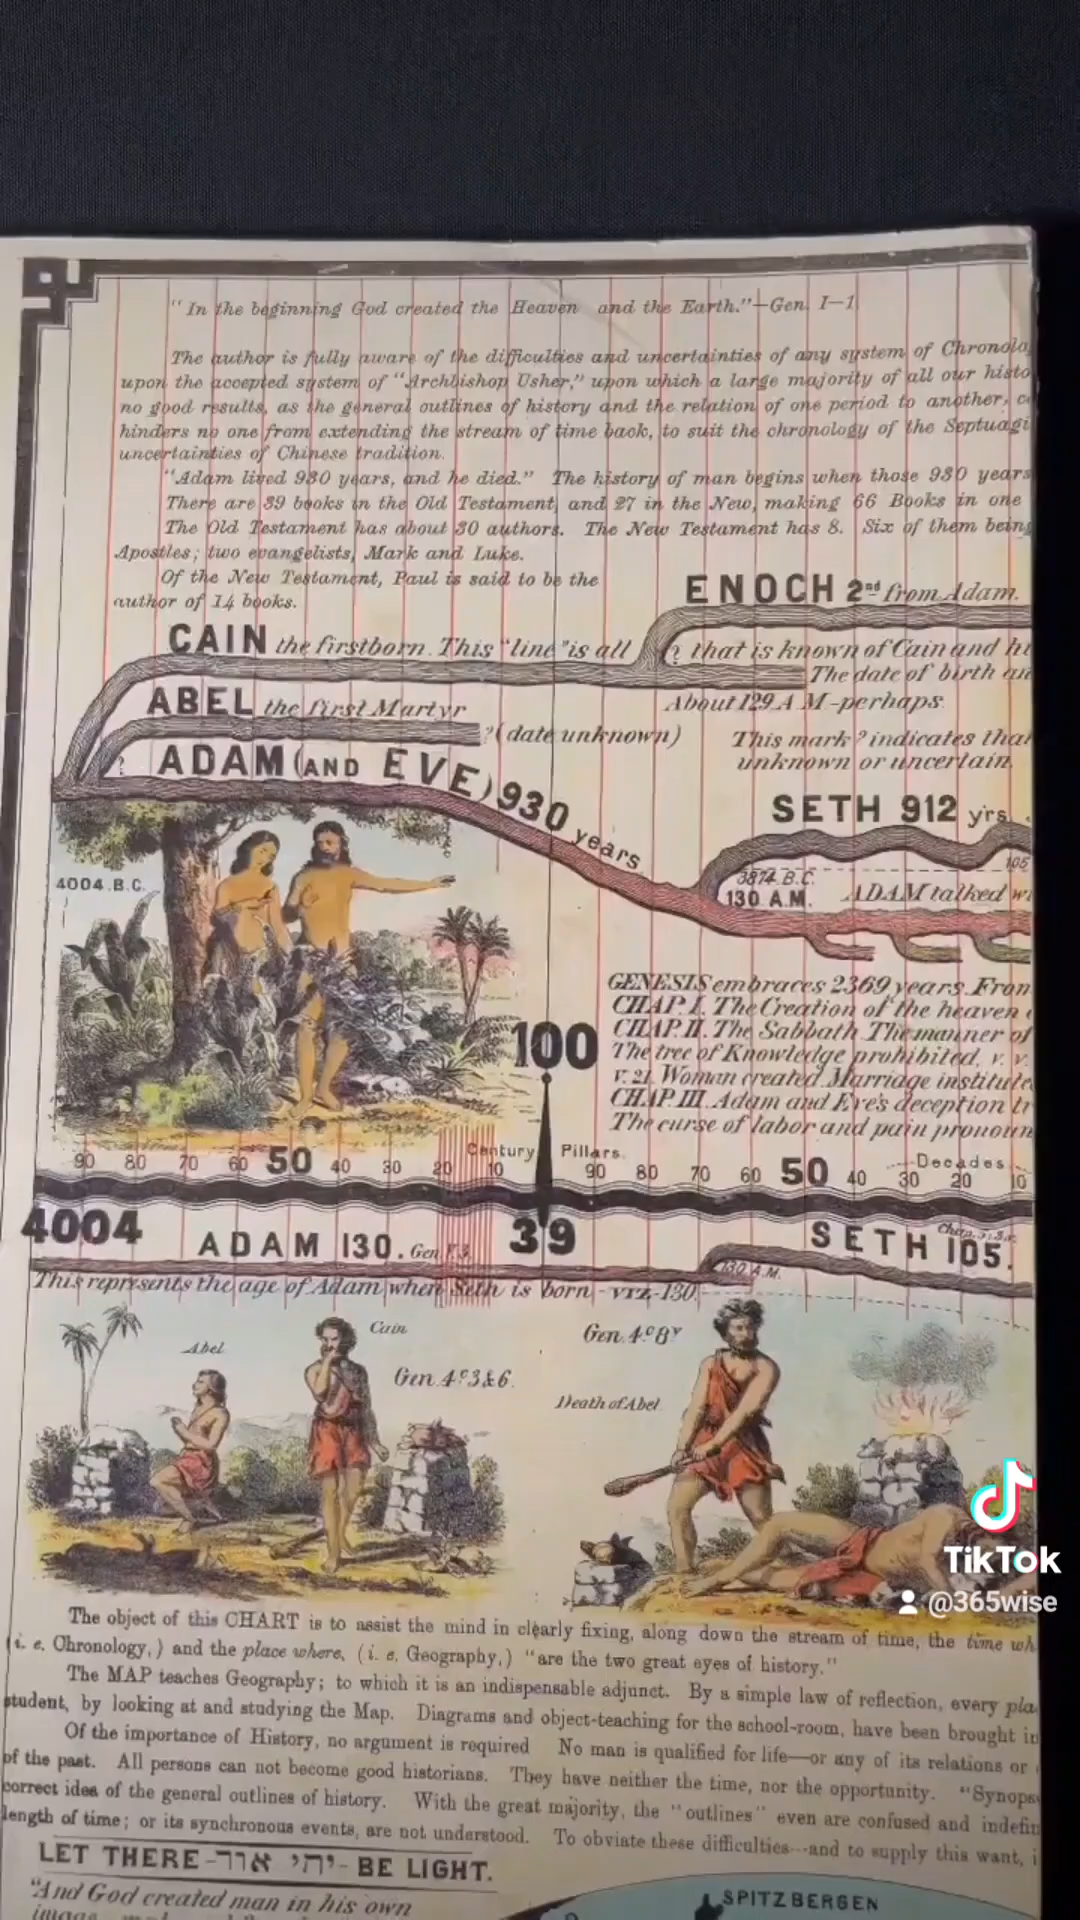 "In the beginning God created the Heaven and the Earth."—Gen. I—1.
The author is fully aware of the difficulties and uncertainties of any system of Chronolo
upon the accepted system of "Archbishop Usher," upon which a large majority of all our histo
no good results, as the general outlines of history and the relation of one period to another, c
hinders no one from extending the stream of time back, to suit the chronology of the Septuagi
uncertainties of Chinese tradition.
"Adam lived 930 years, and he died." The history of man begins when those 930 years
There are 39 books in the Old Testament, and 27 in the New, making 66 Books in one
The Old Testament has about 30 authors. The New Testament has 8. Six of them being
Apostles; two evangelists, Mark and Luke.
Of the New Testament, Paul is said to be the
author of 14 books.
ENOCH 2nd from Adam.
CAIN the firstborn. This "line" is all ? that is known of Cain and hi
The date of birth an
ABEL the first Martyr
About 129 A M-perhaps
? (date unknown)
This mark ? indicates that
unknown or uncertain.
? ADAM (AND EVE) 930 years
SETH 912 yrs.
105
4004 B.C.
3874 B.C.
130 A.M.
ADAM talked wi
GENESIS embraces 2369 years. From
CHAP. I. The Creation of the heaven
CHAP. II. The Sabbath. The manner of
The tree of Knowledge prohibited. v.
v. 21. Woman created. Marriage institute
CHAP. III. Adam and Eve's deception
The curse of labor and pain pronoun
100
Century Pillars.
Decades
90 80 70 60 50 40 30 20 10 90 80 70 60 50 40 30 20 10
4004 ADAM 130. Gen V.3. 39 SETH 105.
130 A.M.
This represents the age of Adam when Seth is born - VIZ - 130.
Abel
Cain
Gen. 4.c 3 & 6.
Gen. 4.c 8v
Death of Abel
The object of this CHART is to assist the mind in clearly fixing, along down the stream of time, the time wh
(i. e. Chronology,) and the place where, (i. e. Geography,) "are the two great eyes of history."
The MAP teaches Geography; to which it is an indispensable adjunct. By a simple law of reflection, every pla
student, by looking at and studying the Map. Diagrams and object-teaching for the school-room, have been brought in
Of the importance of History, no argument is required No man is qualified for life—or any of its relations or
of the past. All persons can not become good historians. They have neither the time, nor the opportunity. "Synops
correct idea of the general outlines of history. With the great majority, the "outlines" even are confused and indefin
length of time; or its synchronous events, are not understood. To obviate these difficulties---and to supply this want, i
LET THERE -יהי אור- BE LIGHT.
"And God created man in his own
SPITZBERGEN
TikTok
@365wise